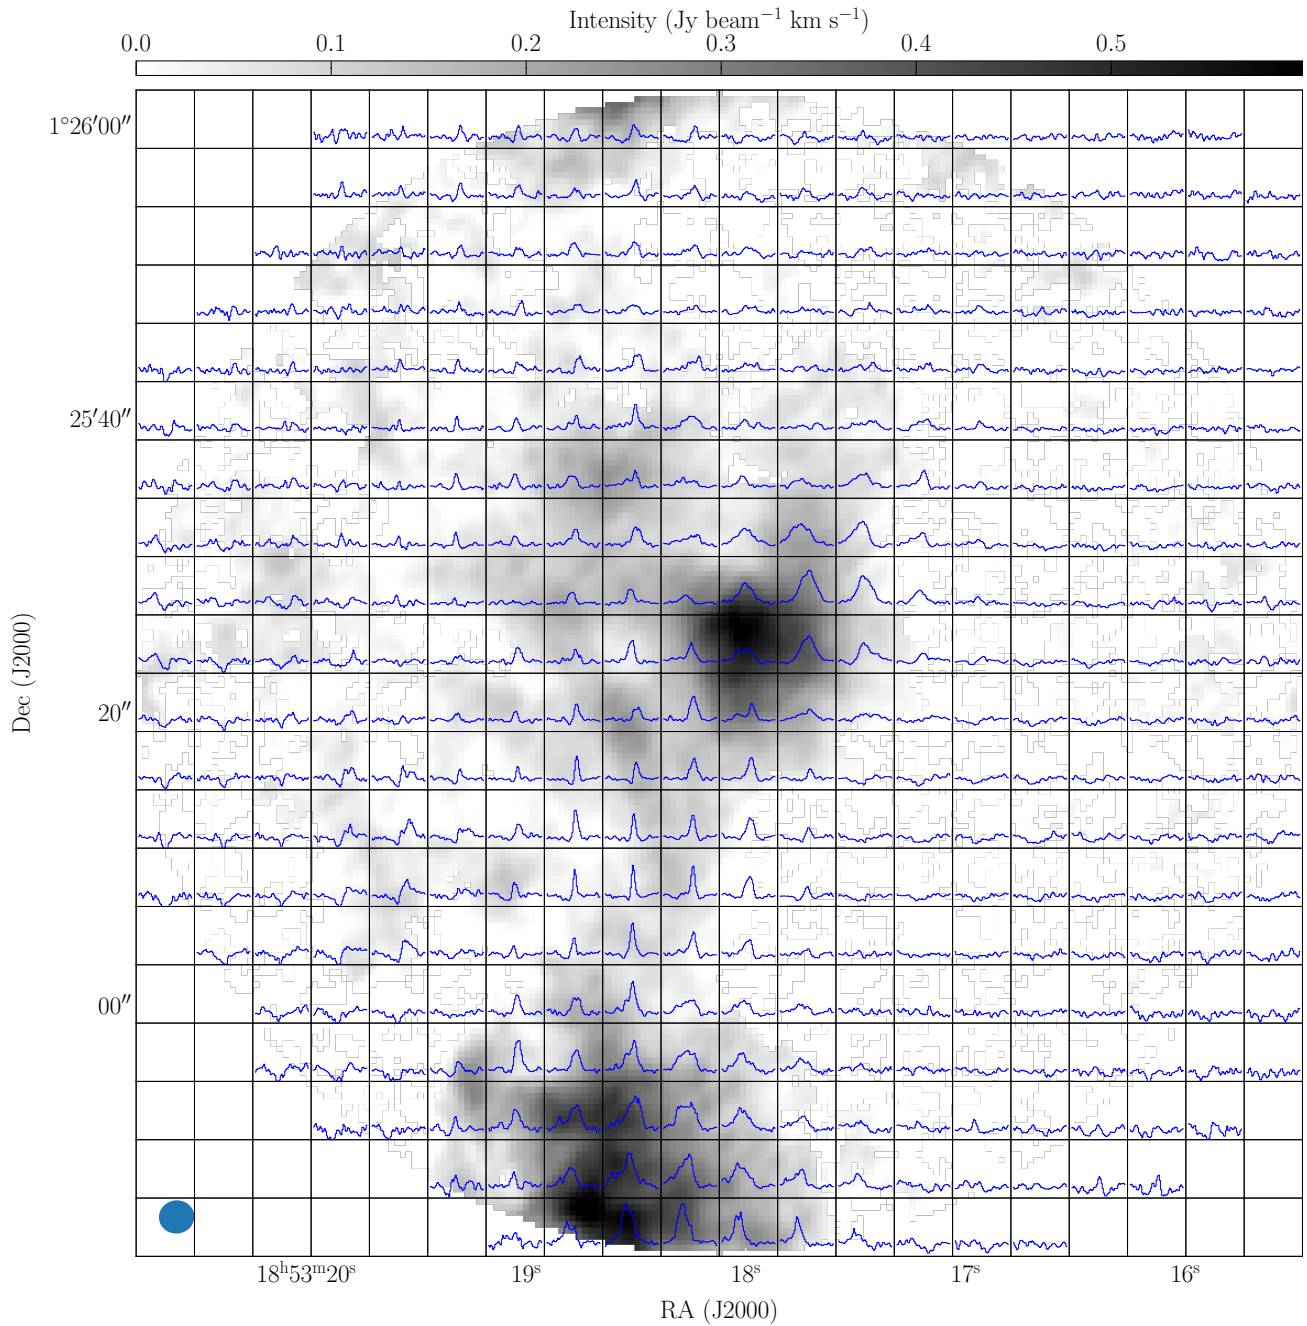 Intensity (Jy beam⁻¹ km s⁻¹)
0.0 0.1 0.2 0.3 0.4 0.5
1°26′00″
25′40″
20″
00″
Dec (J2000)
18ʰ53ᵐ20ˢ 19ˢ 18ˢ 17ˢ 16ˢ
RA (J2000)